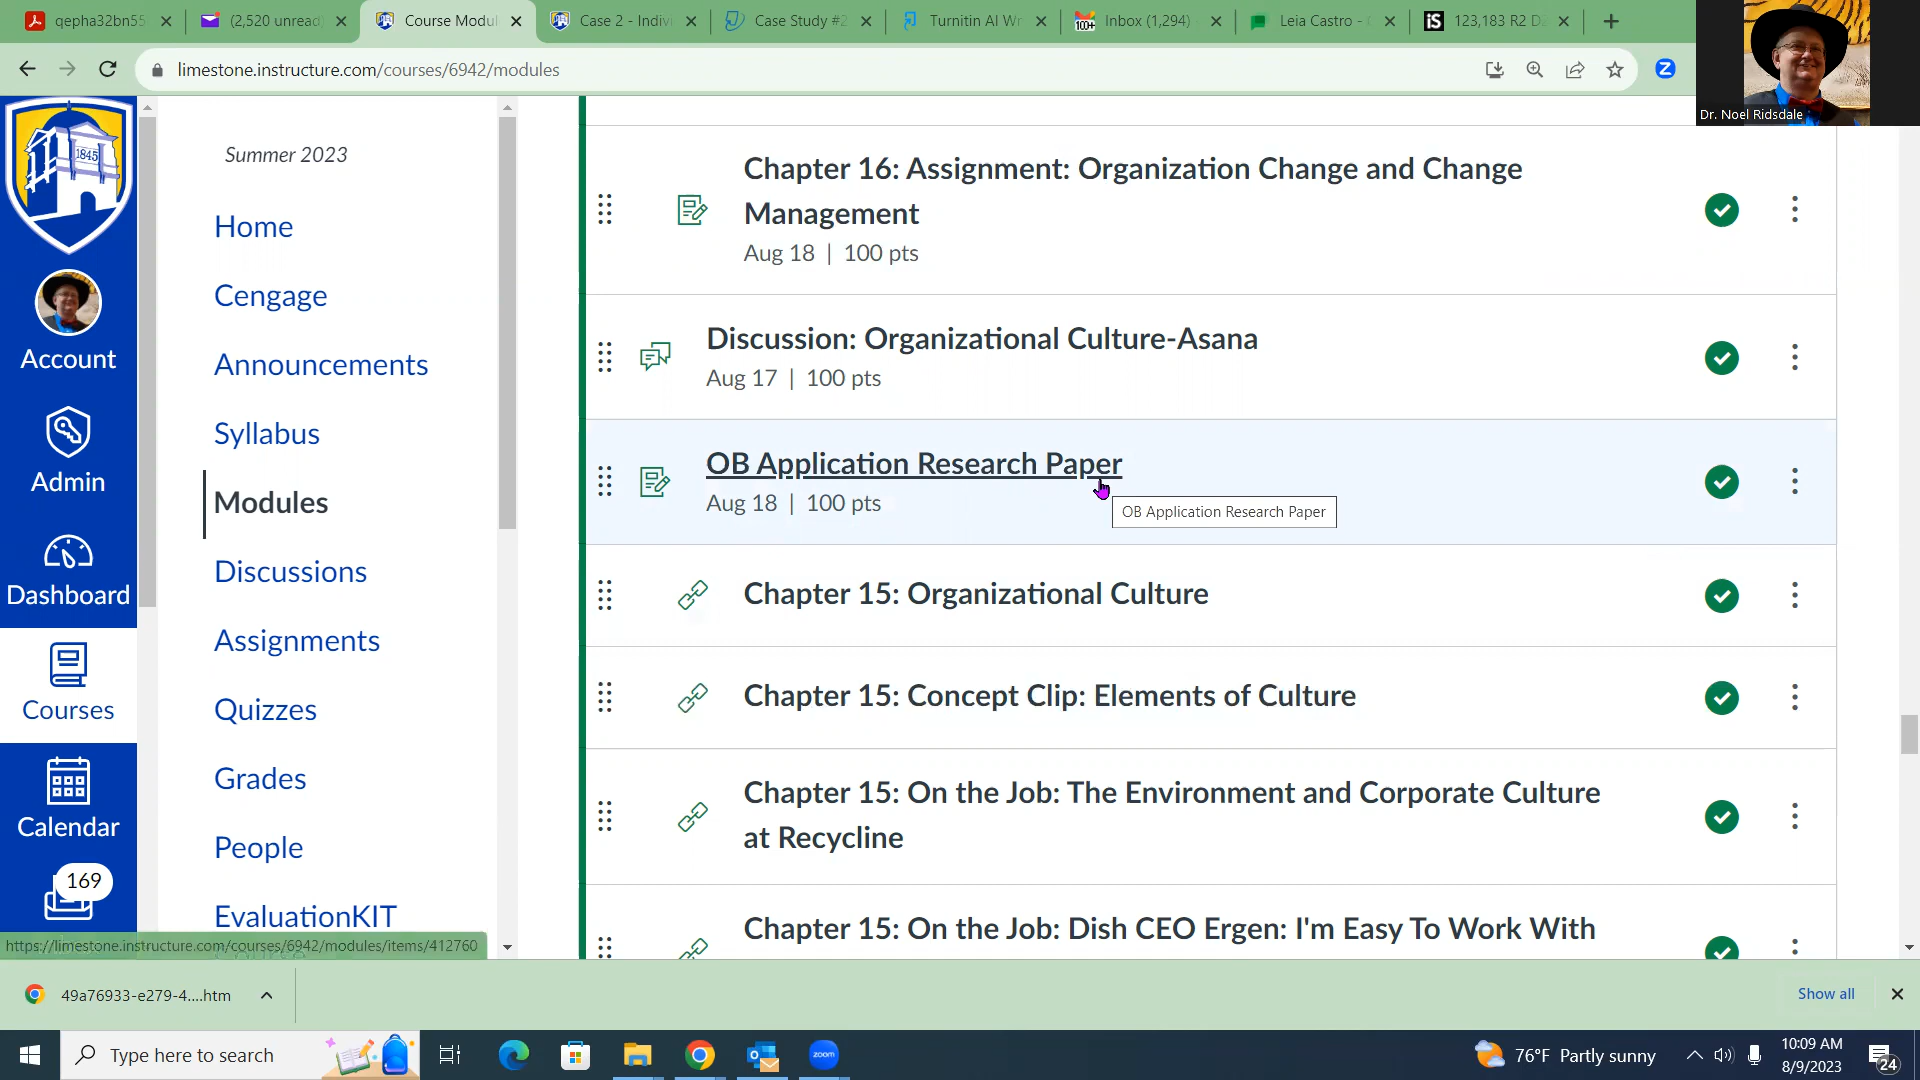 qepha32bn55
(2,520 unread
Course Modul
Case 2 - Indivi
Case Study #2
Turnitin AI Wr
Inbox (1,294)
Leia Castro -
iS
123,183 R2 D2
100+
limestone.instructure.com/courses/6942/modules
Z
Dr. Noel Ridsdale
1845
Account
Admin
Dashboard
Courses
Calendar
169
Summer 2023
Home
Cengage
Announcements
Syllabus
Modules
Discussions
Assignments
Quizzes
Grades
People
EvaluationKIT
Chapter 16: Assignment: Organization Change and Change
Management
Aug 18 | 100 pts
Discussion: Organizational Culture-Asana
Aug 17 | 100 pts
OB Application Research Paper
Aug 18 | 100 pts
OB Application Research Paper
Chapter 15: Organizational Culture
Chapter 15: Concept Clip: Elements of Culture
Chapter 15: On the Job: The Environment and Corporate Culture
at Recycline
Chapter 15: On the Job: Dish CEO Ergen: I'm Easy To Work With
https://limestone.instructure.com/courses/6942/modules/items/412760
49a76933-e279-4....htm
Show all
Type here to search
zoom
76°F Partly sunny
10:09 AM
8/9/2023
24